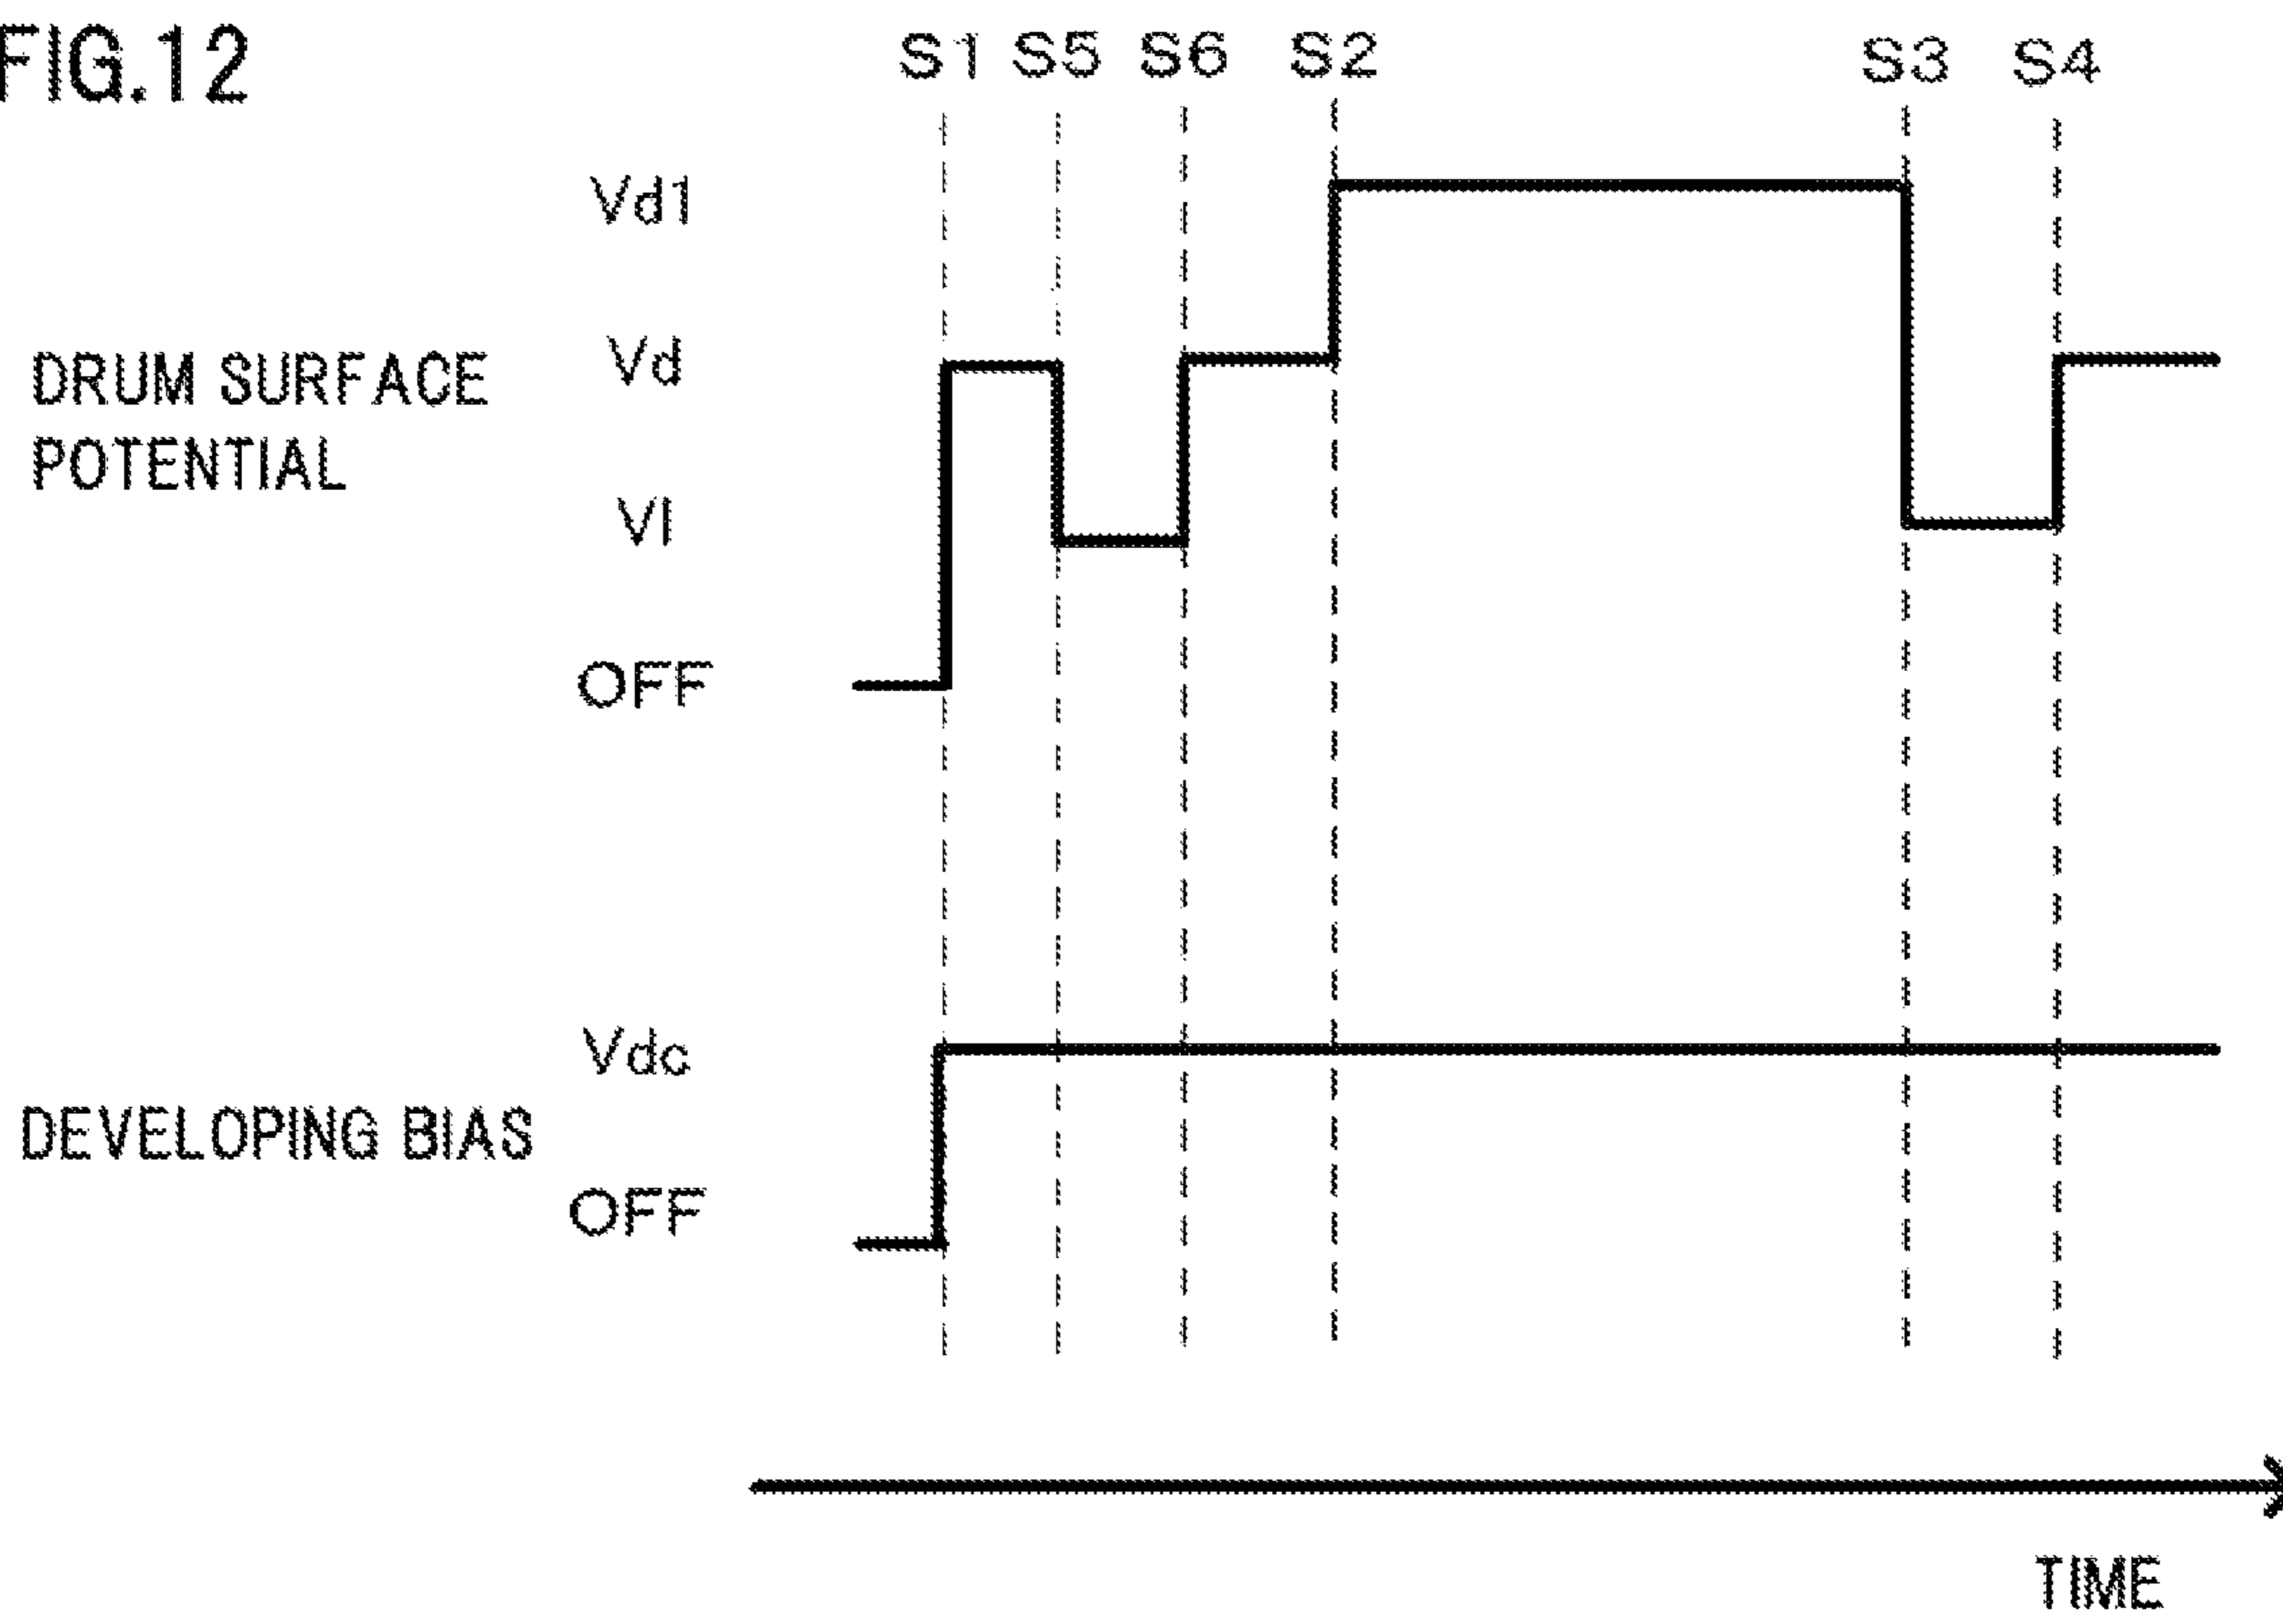 FIG.12
S1 S5 S6 S2 S3 S4
Vd1
Vd
DRUM SURFACE
POTENTIAL
Vl
OFF
Vdc
DEVELOPING BIAS
OFF
TIME